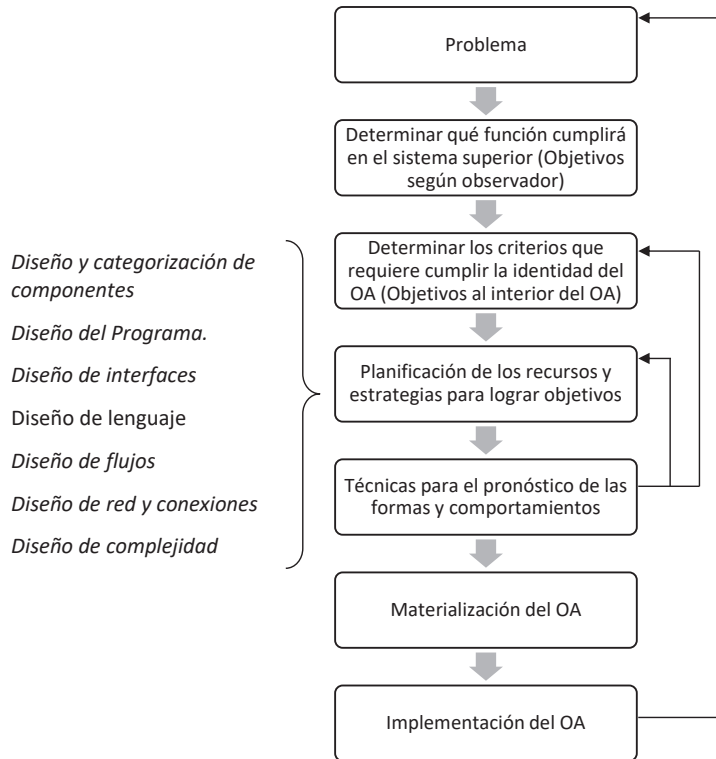 Problema
Determinar qué función cumplirá
en el sistema superior (Objetivos
según observador)
Determinar los criterios que
requiere cumplir la identidad del
OA (Objetivos al interior del OA)
Planificación de los recursos y
estrategias para lograr objetivos
Técnicas para el pronóstico de las
formas y comportamientos
Materialización del OA
Implementación del OA
Diseño y categorización de
componentes
Diseño del Programa.
Diseño de interfaces
Diseño de lenguaje
Diseño de flujos
Diseño de red y conexiones
Diseño de complejidad